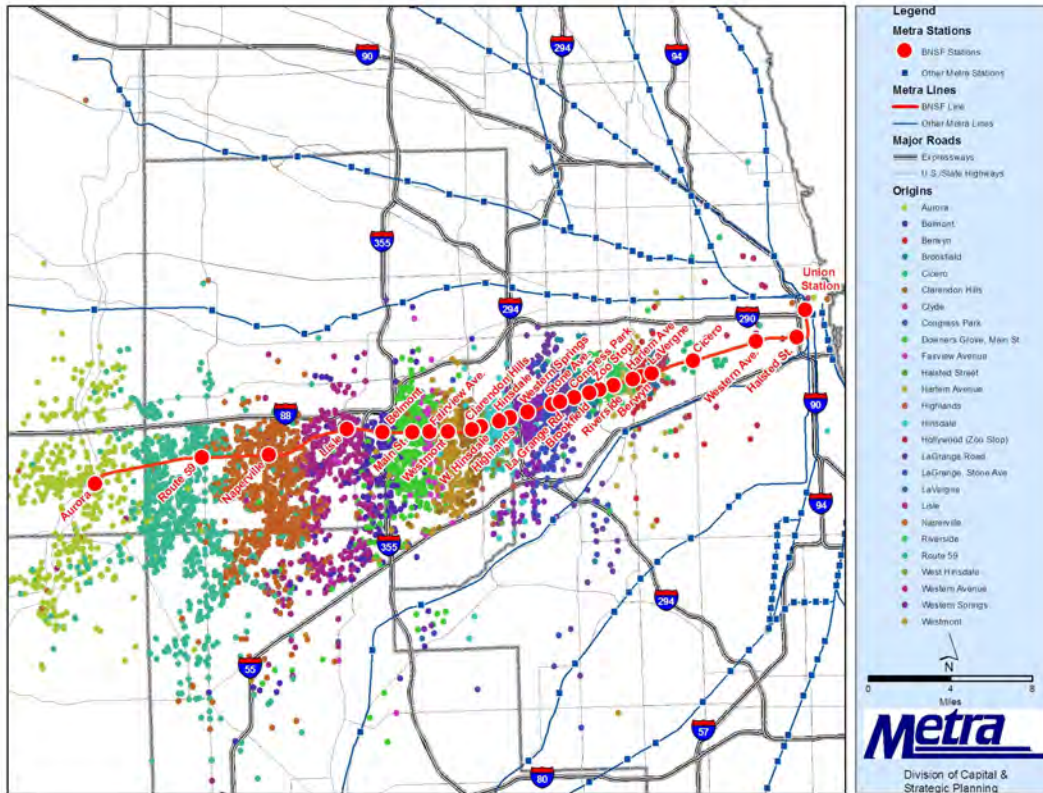 Legend
Metra Stations
BNSF Stations
Other Metra Stations
Metra Lines
BNSF Line
Other Metra Lines
Major Roads
Expressways
U.S./State Highways
Origins
Aurora
Belmont
Berwyn
Brookfield
Cicero
Clarendon Hills
Clyde
Congress Park
Downers Grove, Main St
Fairview Avenue
Halsted Street
Harlem Avenue
Highlands
Hinsdale
Hollywood (Zoo Stop)
LaGrange Road
LaGrange, Stone Ave
LaVergne
Lisle
Naperville
Riverside
Route 59
West Hinsdale
Western Avenue
Western Springs
Westmont
N
0 4 8
Miles
Metra
Division of Capital &
Strategic Planning
90
294
94
355
294
290
88
90
94
355
294
55
57
80
Union
Station
Aurora
Route 59
Naperville
Lisle
Belmont
Main St.
Fairview Ave.
Westmont
Clarendon Hills
W. Hinsdale
Hinsdale
Highlands
Western Springs
Stone Ave.
La Grange Rd.
Congress Park
Brookfield
Zoo Stop
Riverside
Harlem Ave
Berwyn
LaVergne
Cicero
Western Ave.
Halsted St.